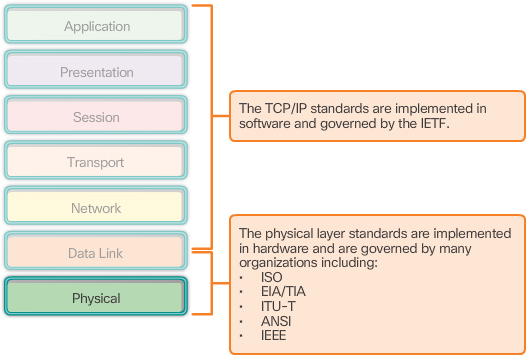 Application
Presentation
Session
Transport
Network
Data Link
Physical
The TCP/IP standards are implemented in
software and governed by the IETF.
The physical layer standards are implemented
in hardware and are governed by many
organizations including:
• ISO
• EIA/TIA
• ITU-T
• ANSI
• IEEE